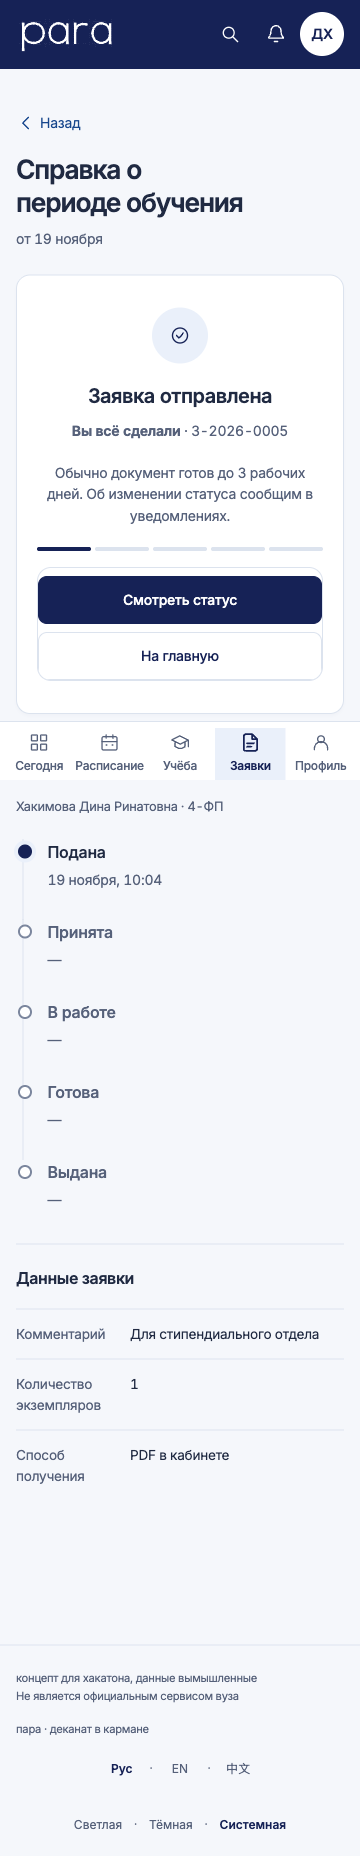 para
ДХ
Назад
Справка о
периоде обучения
от 19 ноября
Заявка отправлена
Вы всё сделали · З-2026-0005
Обычно документ готов до 3 рабочих
дней. Об изменении статуса сообщим в
уведомлениях.
Смотреть статус
На главную
Сегодня Расписание Учёба Заявки Профиль
Хакимова Дина Ринатовна · 4-ФП
Подана
19 ноября, 10:04
Принята
—
В работе
—
Готова
—
Выдана
—
Данные заявки
Комментарий Для стипендиального отдела
Количество 1
экземпляров
Способ PDF в кабинете
получения
концепт для хакатона, данные вымышленные
Не является официальным сервисом вуза
пара · деканат в кармане
Рус · EN · 中文
Светлая · Тёмная · Системная